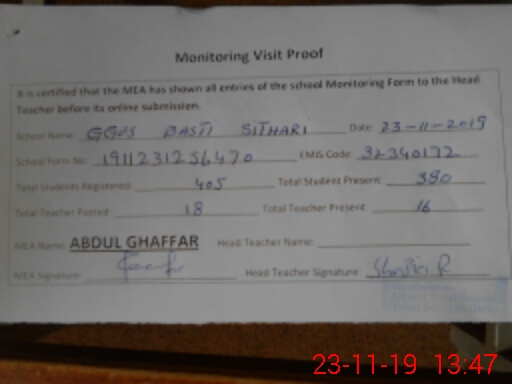 Monitoring Visit Proof
It is certified that the MEA has shown all entries of the school Monitoring Form to the Head
Teacher before its online submission.
School Name: GGPS BASTI SITHARI Date: 23-11-2019
School Form No: 1911231256470 EMIS Code: 32340172
Total Students Registered: 405 Total Student Present: 380
Total Teacher Posted: 18 Total Teacher Present: 16
MEA Name: ABDUL GHAFFAR Head Teacher Name:
MEA Signature: Head Teacher Signature:
23-11-19 13:47